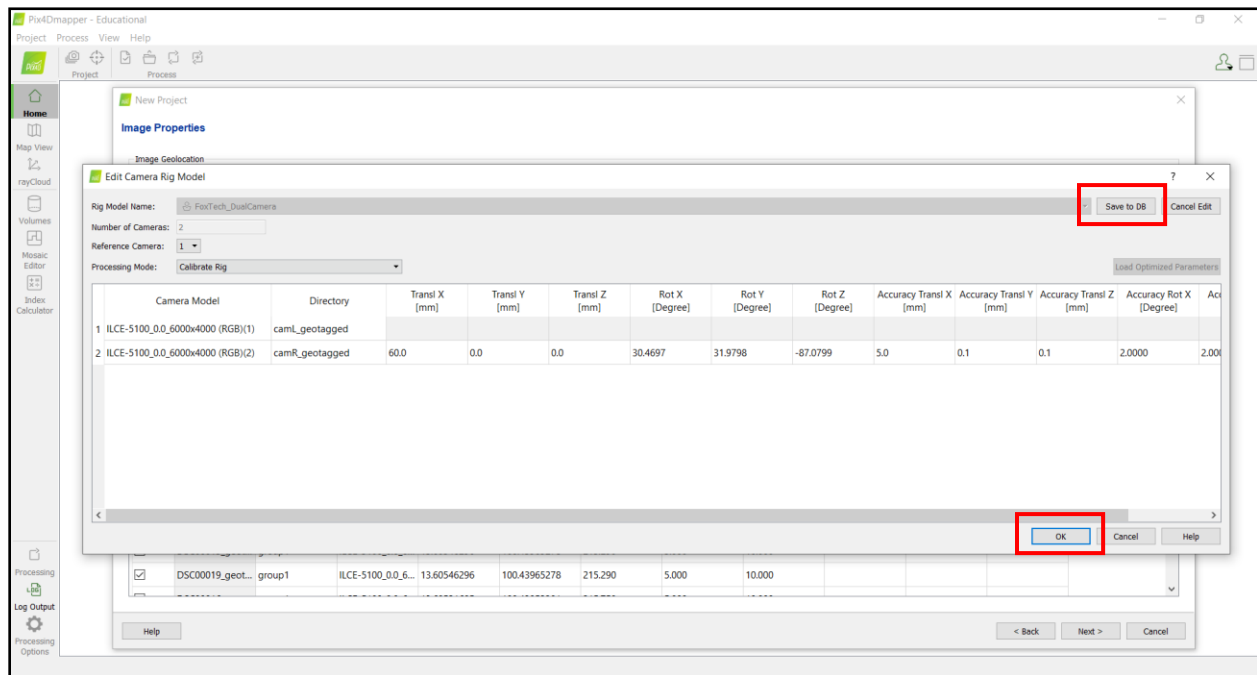 Pix4Dmapper - Educational
Project Process View Help
Project Process
Home
Map View
rayCloud
Volumes
Mosaic
Editor
Index
Calculator
Processing
Log Output
Processing
Options
New Project
Image Properties
Image Geolocation
Edit Camera Rig Model
Rig Model Name: FoxTech_DualCamera Save to DB Cancel Edit
Number of Cameras: 2
Reference Camera: 1
Processing Mode: Calibrate Rig Load Optimized Parameters
Camera Model Directory Transl X [mm] Transl Y [mm] Transl Z [mm] Rot X [Degree] Rot Y [Degree] Rot Z [Degree] Accuracy Transl X [mm] Accuracy Transl Y [mm] Accuracy Transl Z [mm] Accuracy Rot X [Degree]
1 ILCE-5100_0.0_6000x4000 (RGB)(1) camL_geotagged
2 ILCE-5100_0.0_6000x4000 (RGB)(2) camR_geotagged 60.0 0.0 0.0 30.4697 31.9798 -87.0799 5.0 0.1 0.1 2.0000
OK Cancel Help
DSC00019_geot... group1 ILCE-5100_0.0_6... 13.60546296 100.43965278 215.290 5.000 10.000
Help < Back Next > Cancel